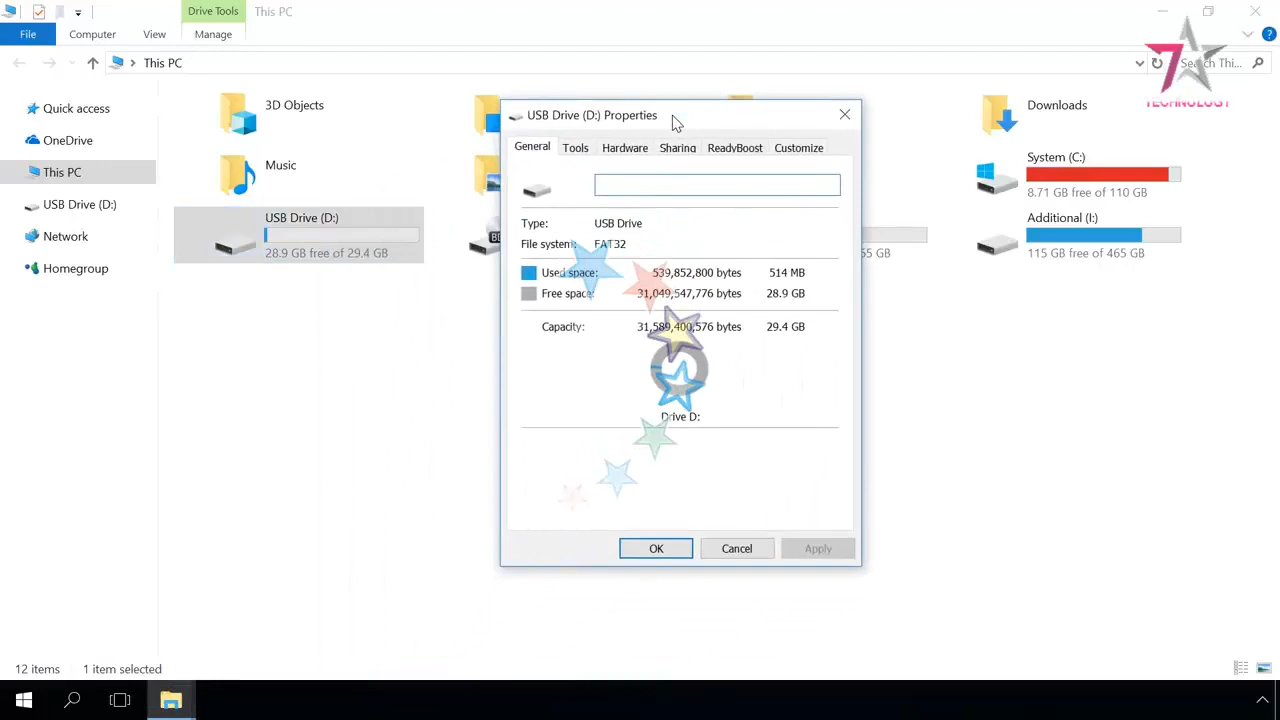 Drive Tools
This PC
File
Computer
View
Manage
This PC
Search Thi...
7
TECHNOLOGY
Quick access
OneDrive
This PC
USB Drive (D:)
Network
Homegroup
3D Objects
Music
USB Drive (D:)
28.9 GB free of 29.4 GB
BD
Downloads
System (C:)
8.71 GB free of 110 GB
Additional (I:)
115 GB free of 465 GB
USB Drive (D:) Properties
General
Tools
Hardware
Sharing
ReadyBoost
Customize
Type: USB Drive
File system: FAT32
Used space: 539,852,800 bytes 514 MB
Free space: 31,049,547,776 bytes 28.9 GB
Capacity: 31,589,400,576 bytes 29.4 GB
Drive D:
OK
Cancel
Apply
12 items
1 item selected